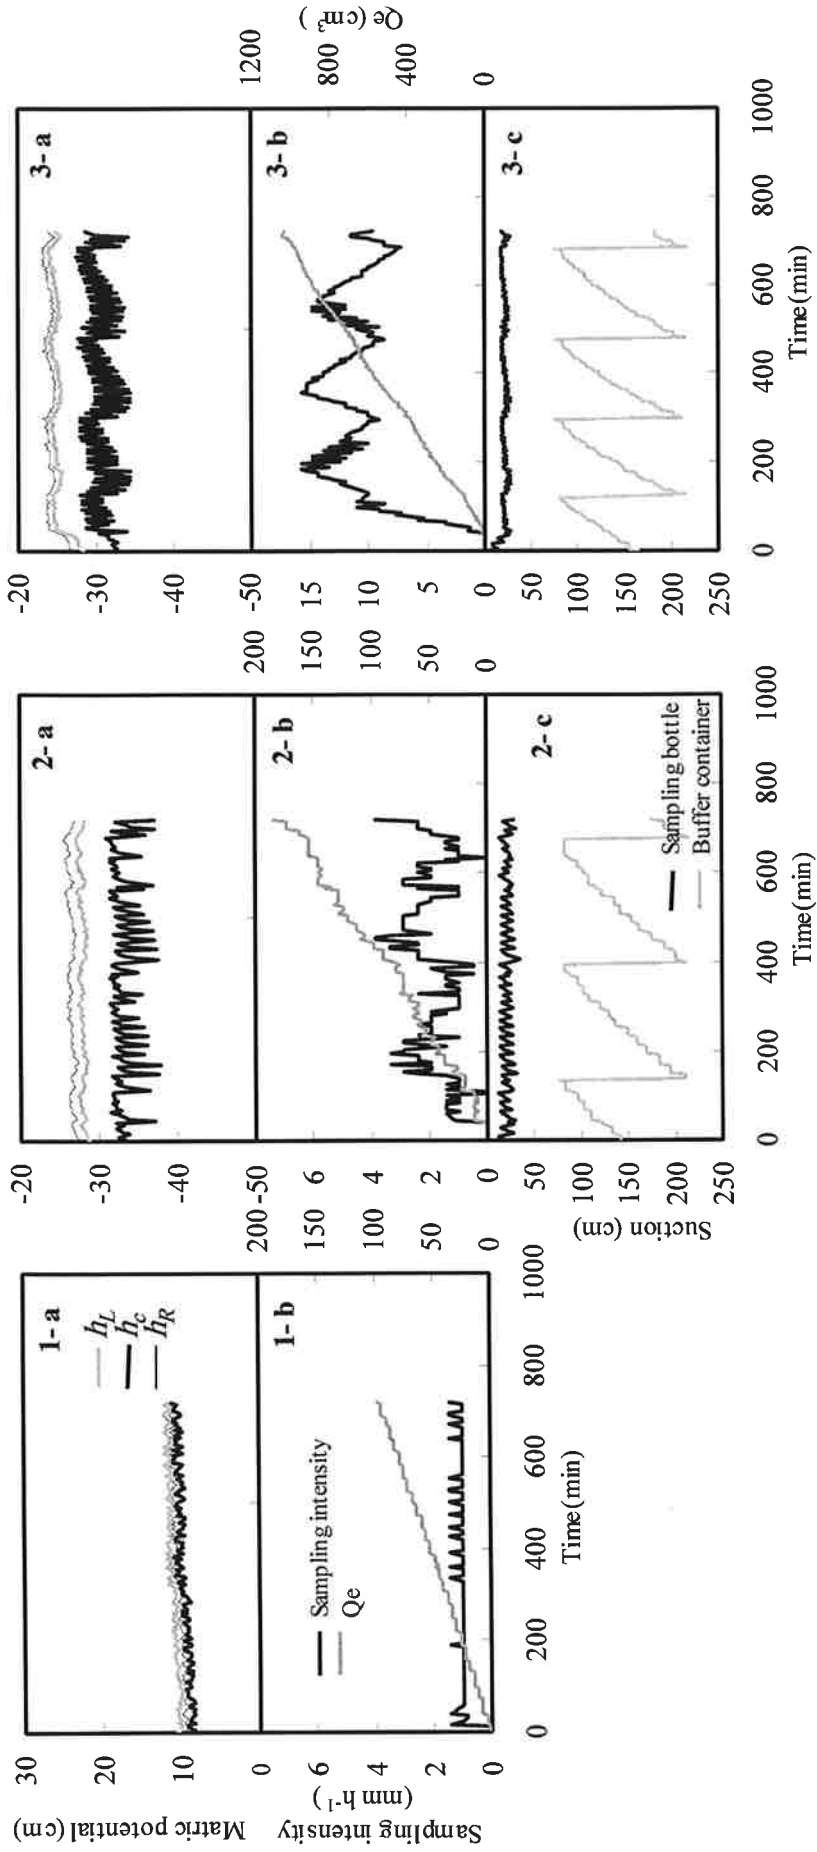 30
20
10
0
Matric potential (cm)
1- a
h_L
h_c
h_R
6
4
2
0
Sampling intensity
(mm h⁻¹)
1- b
Sampling intensity
Qe
200
150
100
50
0
0
200
400
600
800
1000
Time(min)
-20
-30
-40
-50
2- a
6
4
2
0
2- b
200
150
100
50
0
50
100
150
200
250
Suction (cm)
2- c
Sampling bottle
Buffer container
0
200
400
600
800
1000
Time(min)
-20
-30
-40
-50
3- a
15
10
5
0
3- b
1200
800
400
0
Qe (cm³)
50
100
150
200
250
3- c
0
200
400
600
800
1000
Time(min)